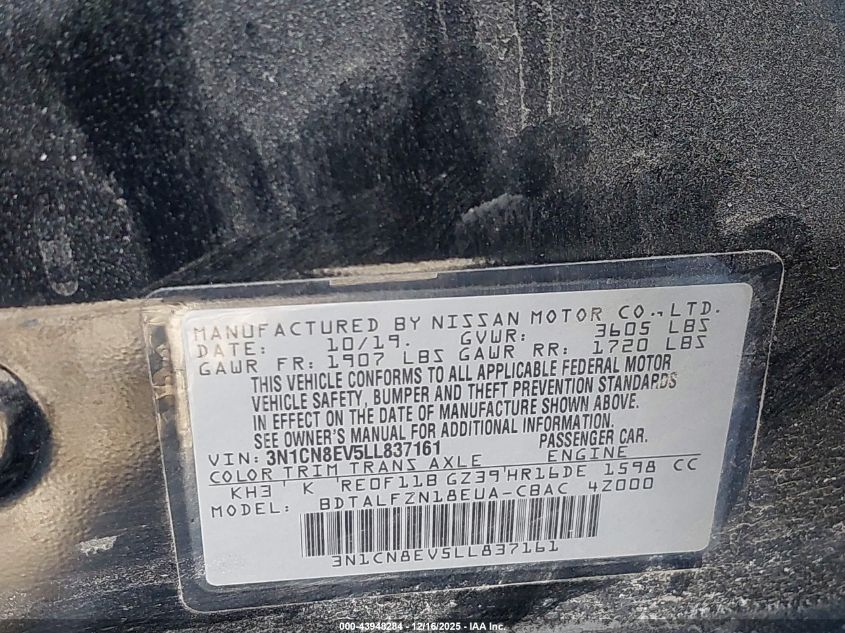 MANUFACTURED BY NISSAN MOTOR CO.,LTD.
DATE: 10/19. GVWR: 3605 LBS
GAWR FR: 1907 LBS GAWR RR: 1720 LBS
THIS VEHICLE CONFORMS TO ALL APPLICABLE FEDERAL MOTOR
VEHICLE SAFETY, BUMPER AND THEFT PREVENTION STANDARDS
IN EFFECT ON THE DATE OF MANUFACTURE SHOWN ABOVE.
SEE OWNER'S MANUAL FOR ADDITIONAL INFORMATION.
VIN: 3N1CN8EV5LL837161 PASSENGER CAR.
COLOR TRIM TRANS AXLE ENGINE
KH3' K 'RE0F11B GZ39'HR16DE 1598 CC
MODEL: BDTALFZN18EUA-CBAC 4Z000
3N1CN8EV5LL837161
000-43948284 - 12/16/2025 - IAA Inc.